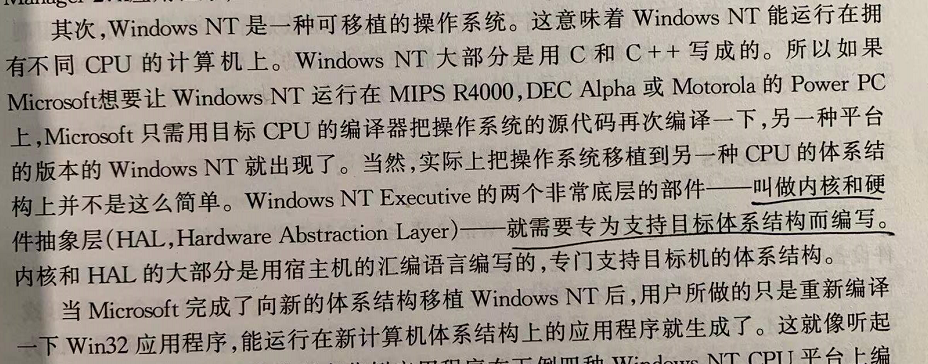 其次,Windows NT 是一种可移植的操作系统。这意味着 Windows NT 能运行在拥
有不同 CPU 的计算机上。Windows NT 大部分是用 C 和 C++ 写成的。所以如果
Microsoft想要让 Windows NT 运行在 MIPS R4000,DEC Alpha 或 Motorola 的 Power PC
上,Microsoft 只需用目标 CPU 的编译器把操作系统的源代码再次编译一下,另一种平台
的版本的 Windows NT 就出现了。当然,实际上把操作系统移植到另一种 CPU 的体系结
构上并不是这么简单。Windows NT Executive 的两个非常底层的部件——叫做内核和硬
件抽象层(HAL,Hardware Abstraction Layer)——就需要专为支持目标体系结构而编写。
内核和 HAL 的大部分是用宿主机的汇编语言编写的,专门支持目标机的体系结构。
当 Microsoft 完成了向新的体系结构移植 Windows NT 后,用户所做的只是重新编译
一下 Win32 应用程序,能运行在新计算机体系结构上的应用程序就生成了。这就像听起
Windows NT CPU 平台上编